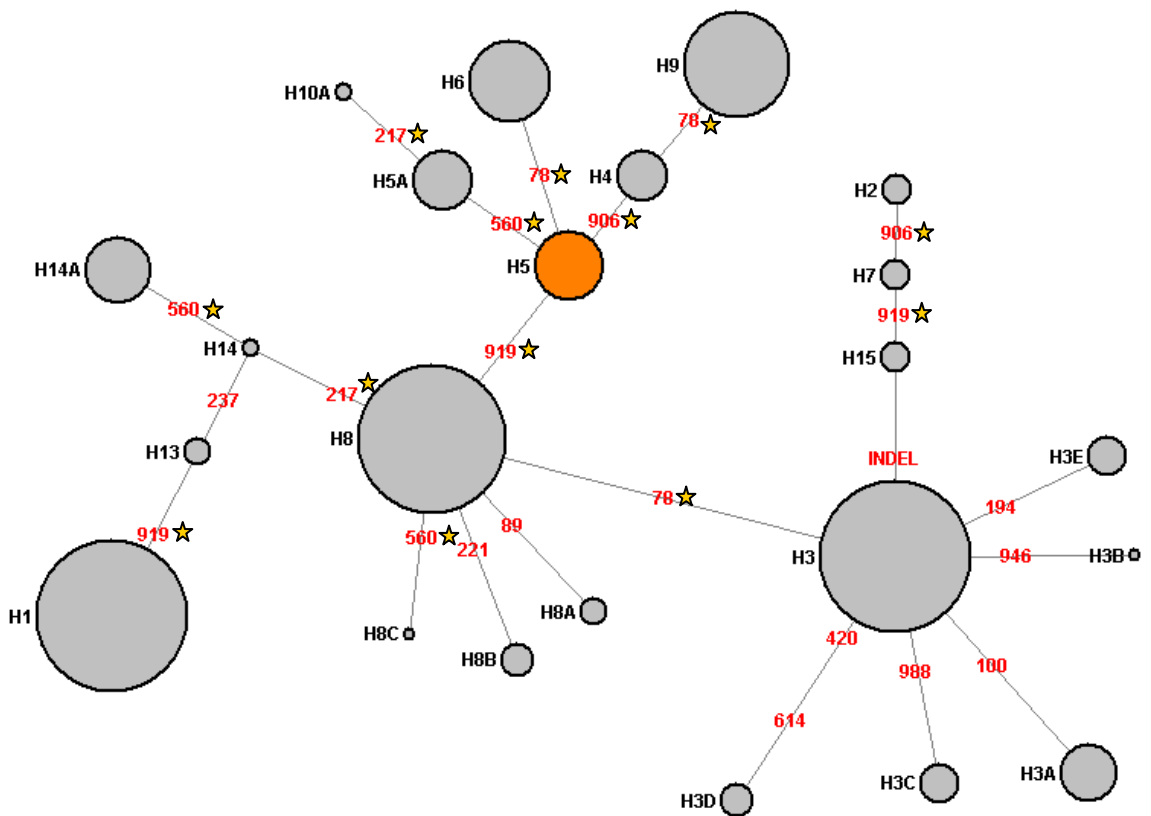 H9
H6
H10A
78
217
78
H4
H5A
H2
560
906
906
H5
H14A
560
H7
919
H14
919
H15
217
237
H8
H13
INDEL
H3E
78
194
919
560
221
89
H3
946
H3B
H1
H8C
H8A
420
H8B
988
100
614
H3D
H3C
H3A